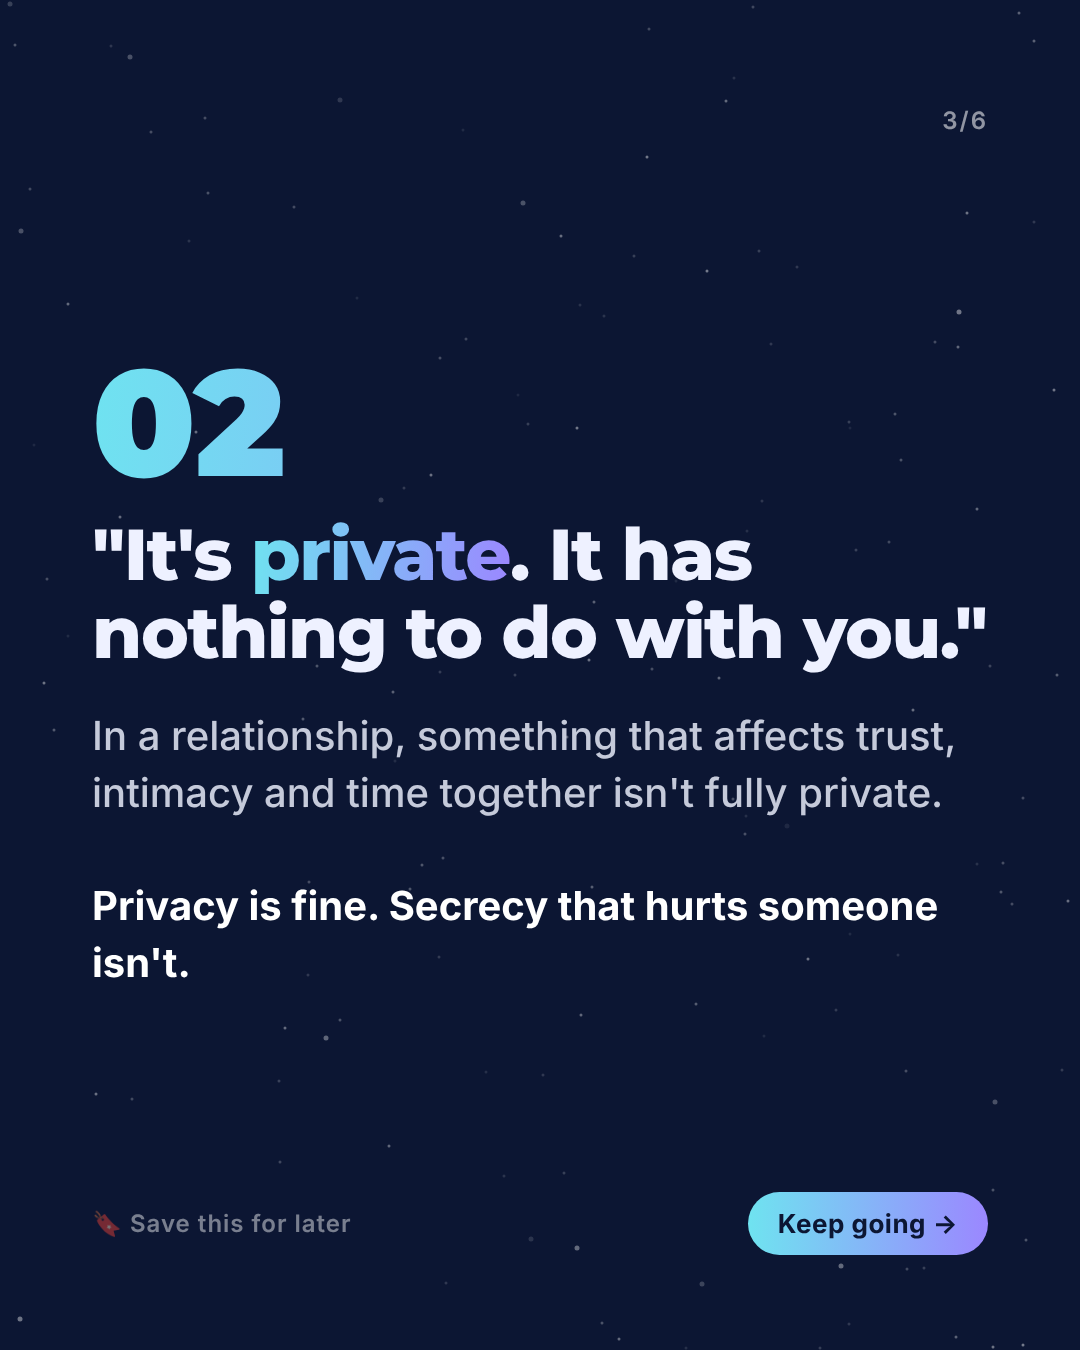 3/6
02
"It's private. It has
nothing to do with you."
In a relationship, something that affects trust,
intimacy and time together isn't fully private.
Privacy is fine. Secrecy that hurts someone
isn't.
🔖 Save this for later
Keep going →